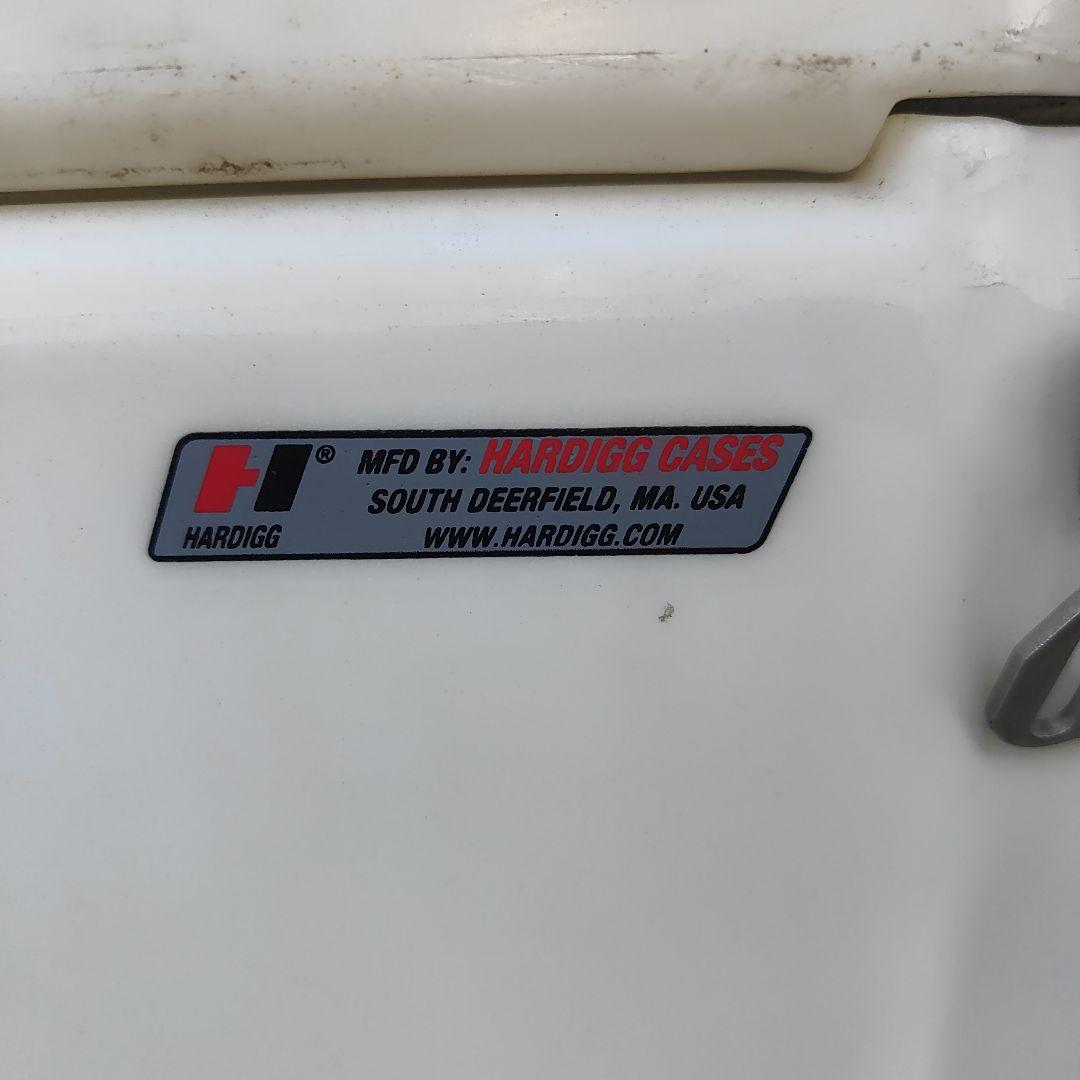 H®
HARDIGG
MFD BY: HARDIGG CASES
SOUTH DEERFIELD, MA. USA
WWW.HARDIGG.COM